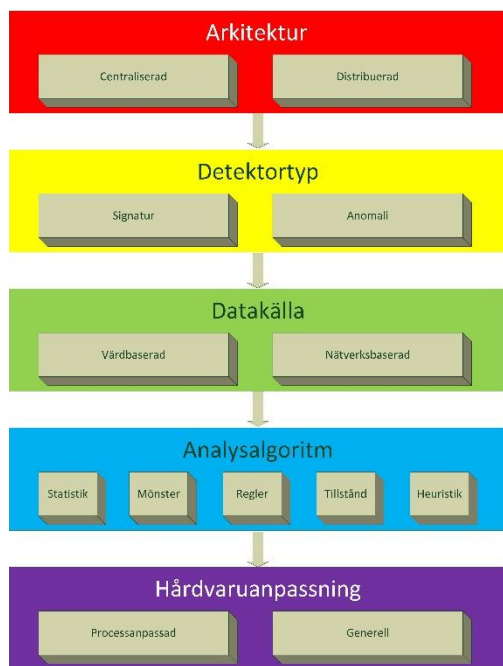 Arkitektur
Centraliserad
Distribuerad
Detektortyp
Signatur
Anomali
Datakälla
Värdbaserad
Nätverksbaserad
Analysalgoritm
Statistik
Mönster
Regler
Tillstånd
Heuristik
Hårdvaruanpassning
Processanpassad
Generell